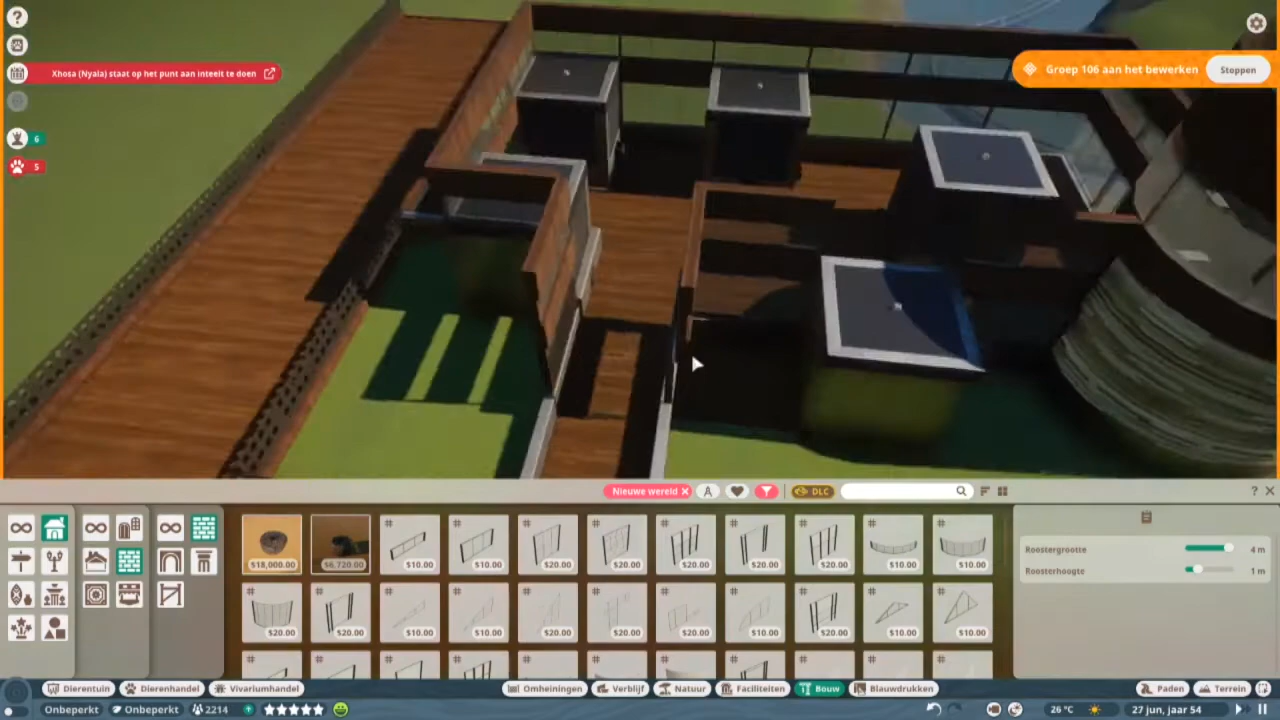 ?
Xhosa (Nyala) staat op het punt aan inteelt te doen
Groep 106 aan het bewerken
Stoppen
6
5
Nieuwe wereld ×
DLC
? ×
$18,000.00 $6,720.00 $10.00 $10.00 $20.00 $20.00 $20.00 $20.00 $20.00 $10.00 $10.00
$20.00 $20.00 $10.00 $10.00 $20.00 $20.00 $20.00 $10.00 $20.00 $10.00 $10.00
Roostergrootte 4 m
Roosterhoogte 1 m
Dierentuin Dierenhandel Vivariumhandel Omheiningen Verblijf Natuur Faciliteiten Bouw Blauwdrukken Paden Terrein
Onbeperkt Onbeperkt 2214 26 °C 27 jun, jaar 54